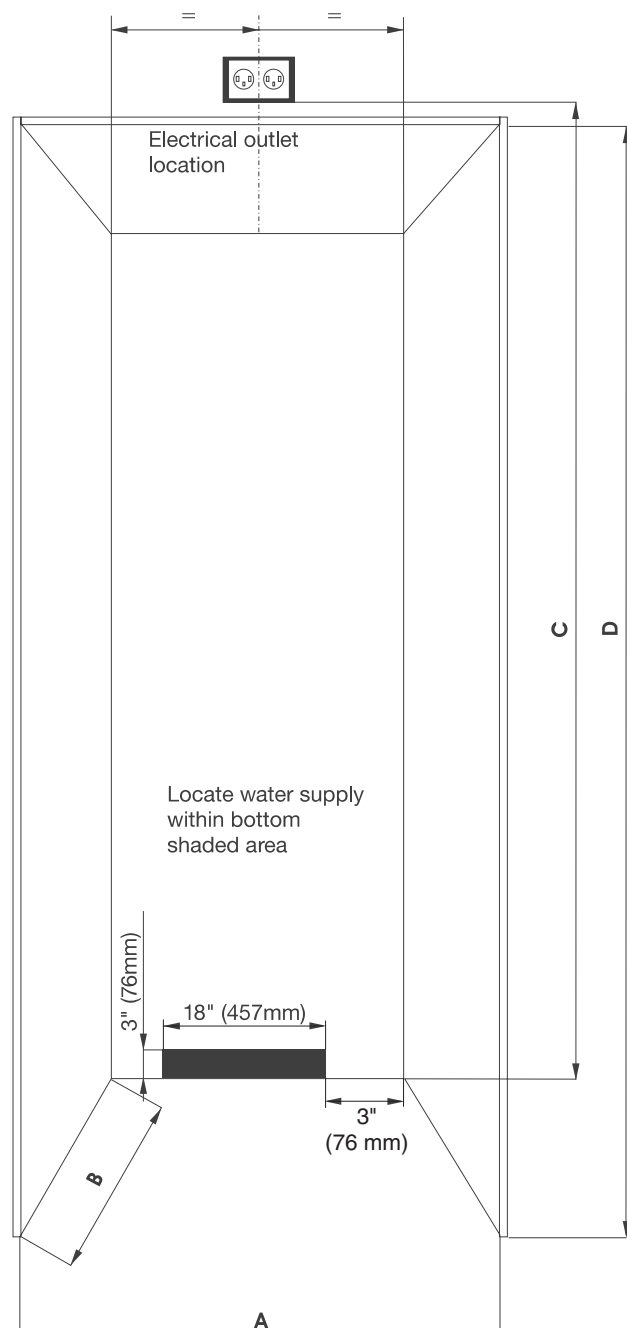 =
=
Electrical outlet
location
C
D
Locate water supply
within bottom
shaded area
3" (76mm)
18" (457mm)
3"
(76 mm)
B
A